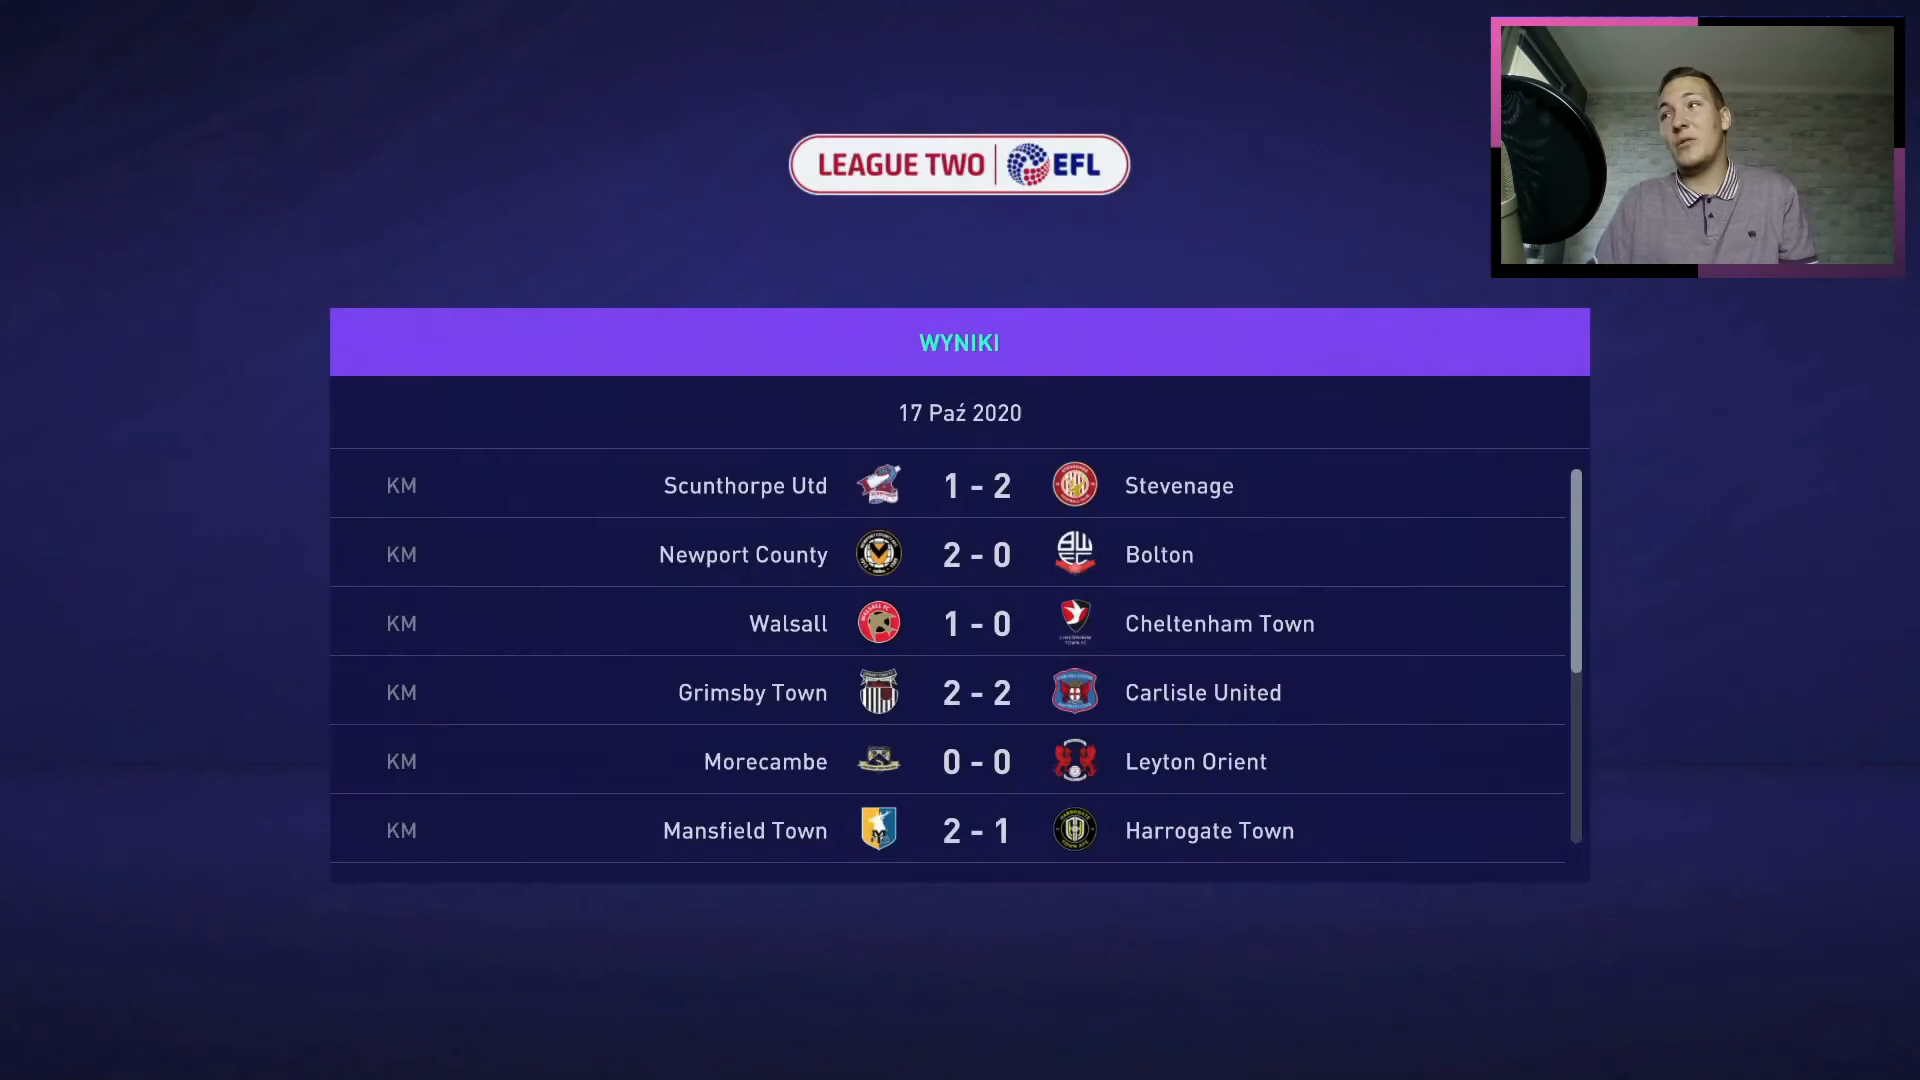 LEAGUE TWO EFL
WYNIKI
17 Paź 2020
KM Scunthorpe Utd 1 - 2 Stevenage
KM Newport County 2 - 0 Bolton
KM Walsall 1 - 0 Cheltenham Town
KM Grimsby Town 2 - 2 Carlisle United
KM Morecambe 0 - 0 Leyton Orient
KM Mansfield Town 2 - 1 Harrogate Town